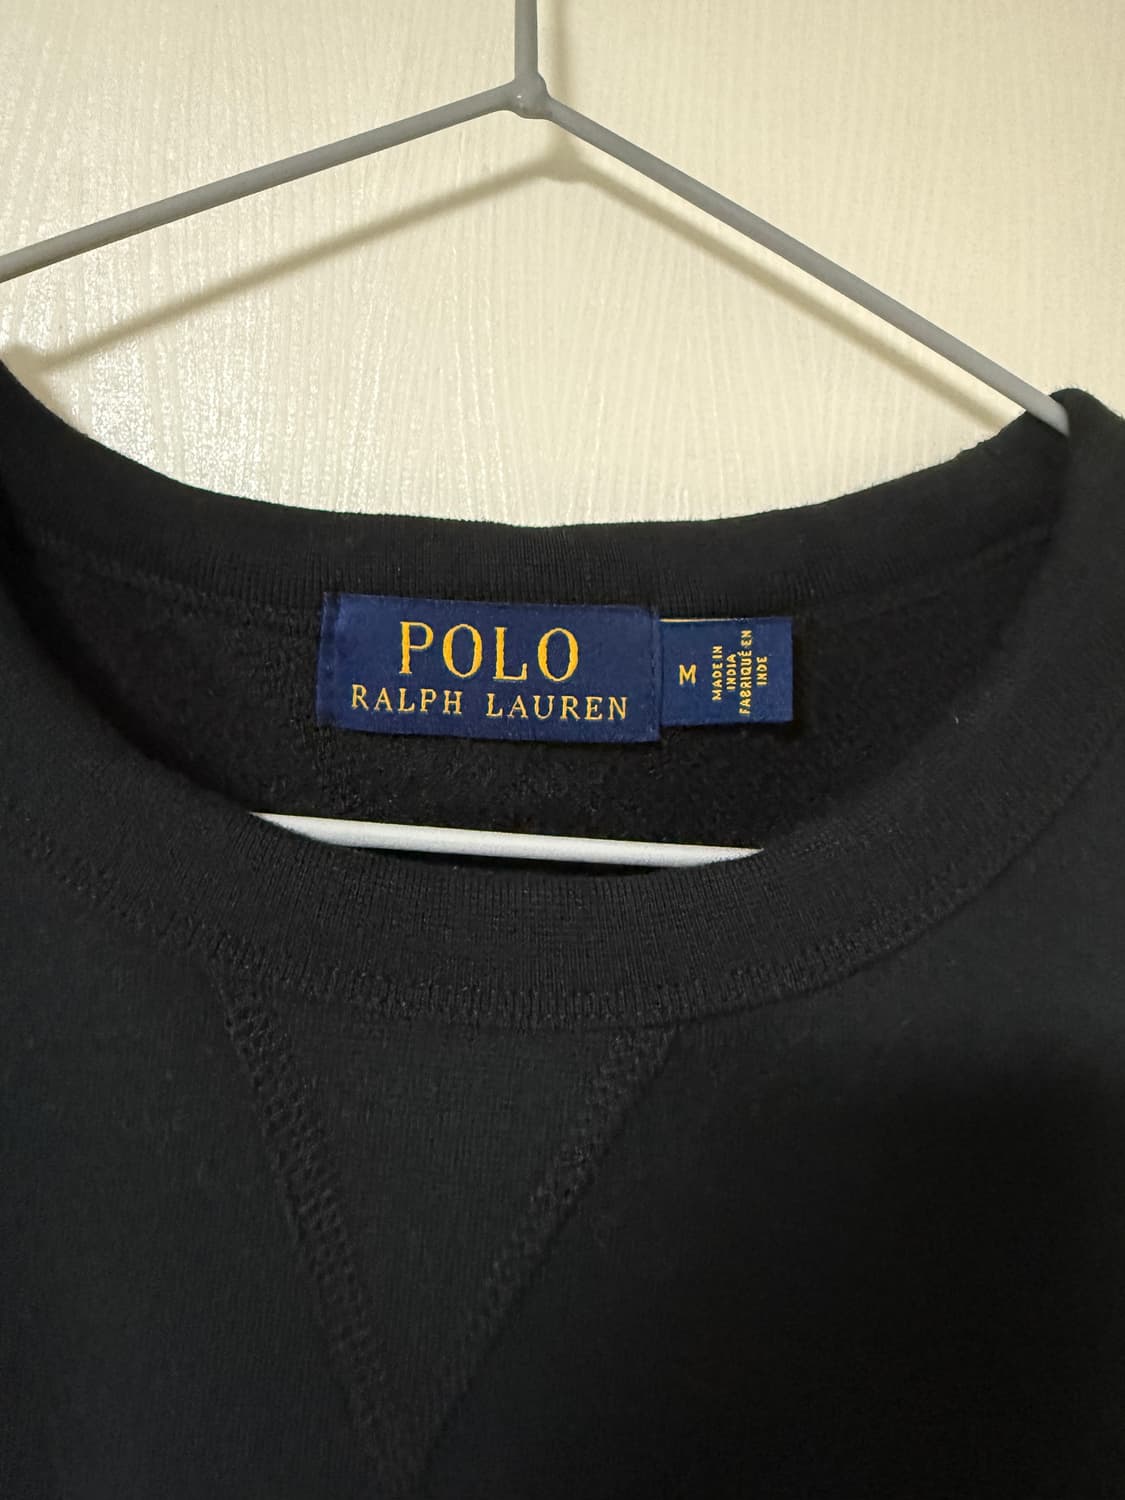 POLO
RALPH LAUREN
M
MADE IN
INDIA
FABRIQUÉ EN
INDE